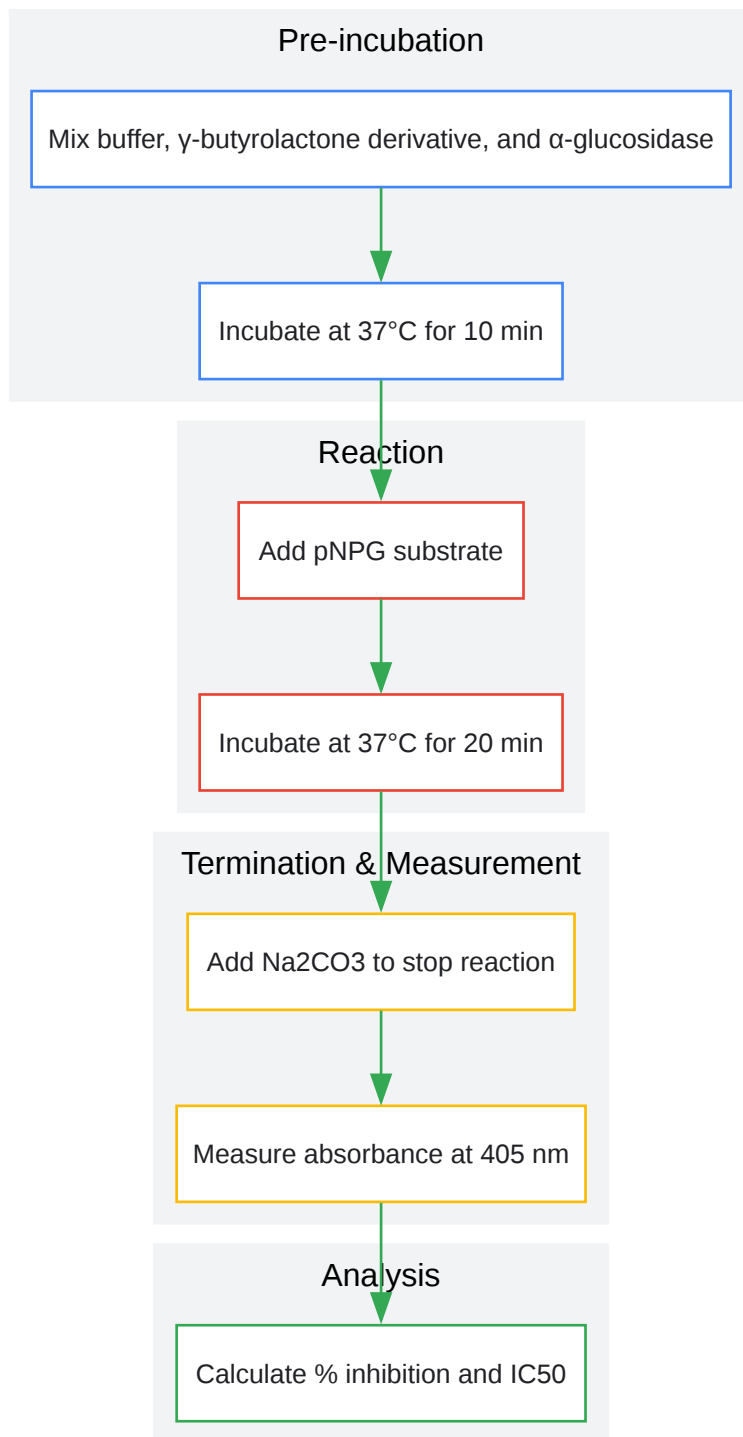 Pre-incubation
Mix buffer, γ-butyrolactone derivative, and α-glucosidase
Incubate at 37°C for 10 min
Reaction
Add pNPG substrate
Incubate at 37°C for 20 min
Termination & Measurement
Add Na2CO3 to stop reaction
Measure absorbance at 405 nm
Analysis
Calculate % inhibition and IC50